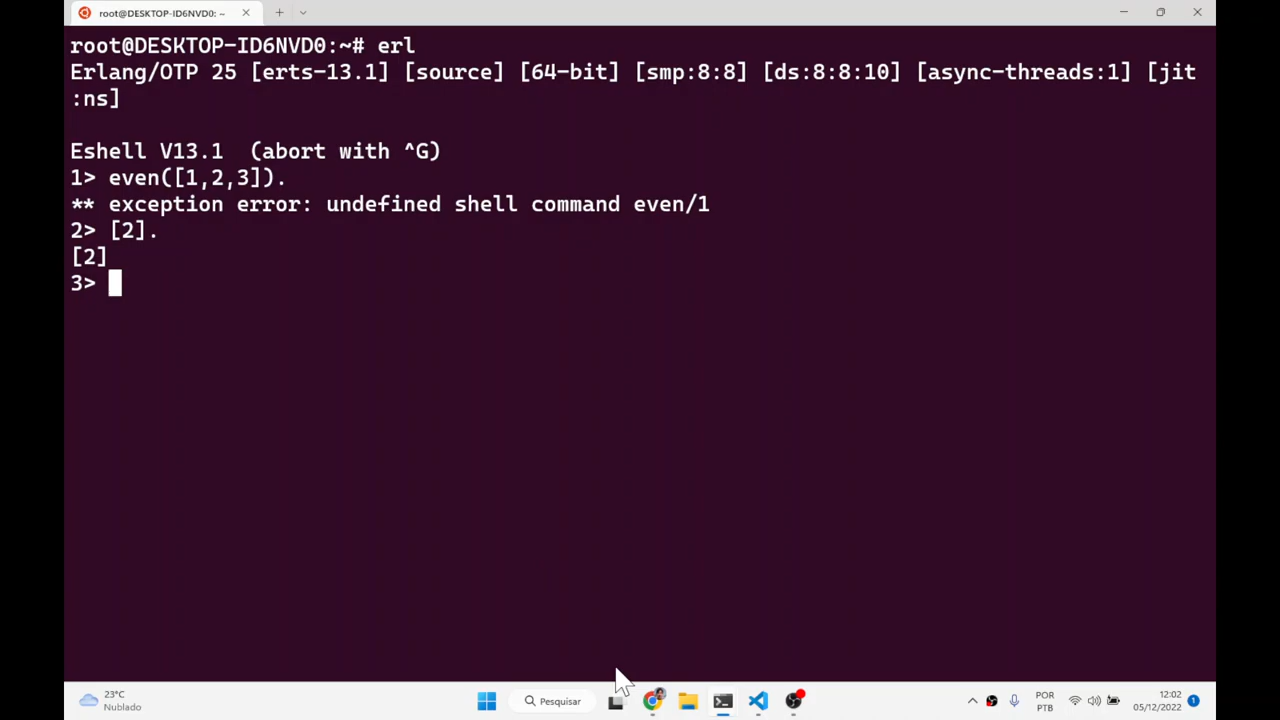 root@DESKTOP-ID6NVD0: ~
root@DESKTOP-ID6NVD0:~# erl
Erlang/OTP 25 [erts-13.1] [source] [64-bit] [smp:8:8] [ds:8:8:10] [async-threads:1] [jit
:ns]
Eshell V13.1  (abort with ^G)
1> even([1,2,3]).
** exception error: undefined shell command even/1
2> [2].
[2]
3>
23°C
Nublado
Pesquisar
POR
PTB
12:02
05/12/2022
1